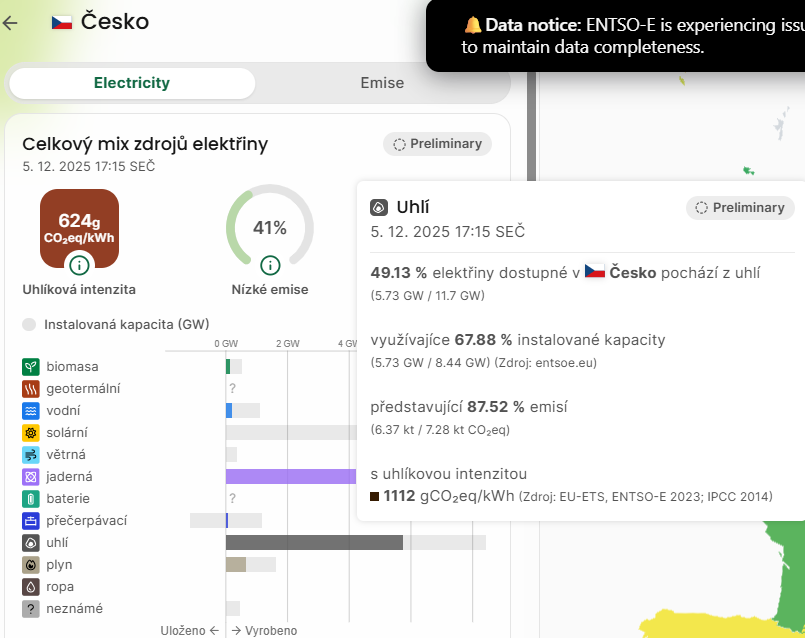 Česko
🔔Data notice: ENTSO-E is experiencing issu
to maintain data completeness.
Electricity
Emise
Celkový mix zdrojů elektřiny
Preliminary
5. 12. 2025 17:15 SEČ
624g
CO₂eq/kWh
Uhlíková intenzita
41%
Nízké emise
Instalovaná kapacita (GW)
0 GW 2 GW 4 GW
biomasa
geotermální ?
vodní
solární
větrná
jaderná
baterie ?
přečerpávací
uhlí
plyn
ropa
neznámé
Uloženo ← → Vyrobeno
Uhlí
Preliminary
5. 12. 2025 17:15 SEČ
49.13 % elektřiny dostupné v Česko pochází z uhlí
(5.73 GW / 11.7 GW)
využívajíce 67.88 % instalované kapacity
(5.73 GW / 8.44 GW) (Zdroj: entsoe.eu)
představující 87.52 % emisí
(6.37 kt / 7.28 kt CO₂eq)
s uhlíkovou intenzitou
1112 gCO₂eq/kWh (Zdroj: EU-ETS, ENTSO-E 2023; IPCC 2014)